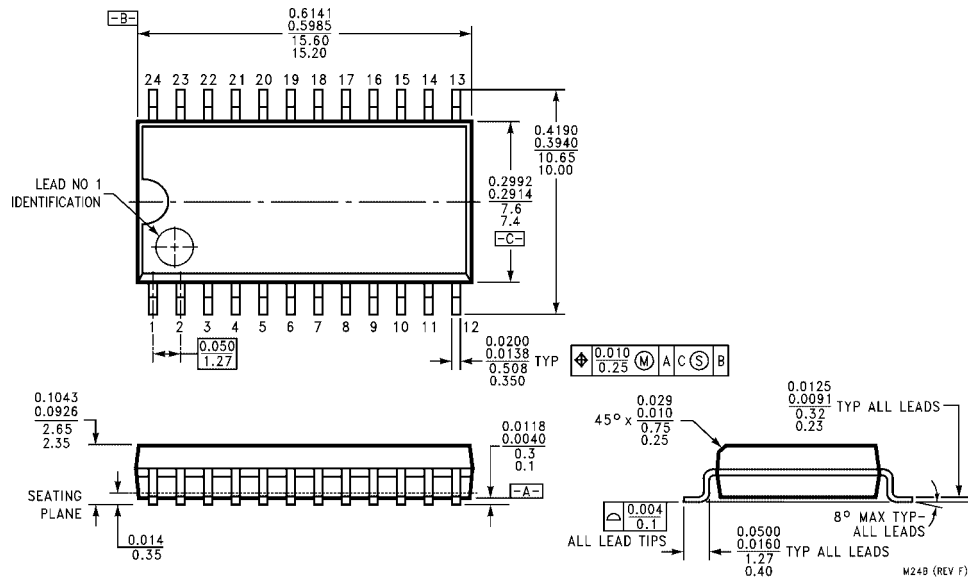 -B-
0.6141
0.5985
15.60
15.20
24 23 22 21 20 19 18 17 16 15 14 13
LEAD NO 1
IDENTIFICATION
0.4190
0.3940
10.65
10.00
0.2992
0.2914
7.6
7.4
-C-
1 2 3 4 5 6 7 8 9 10 11 12
0.050
1.27
0.0200
0.0138
0.508
0.350
TYP
⌖ 0.010 0.25 Ⓜ A C Ⓢ B
0.1043
0.0926
2.65
2.35
SEATING
PLANE
0.014
0.35
0.0118
0.0040
0.3
0.1
-A-
45° x
0.029
0.010
0.75
0.25
0.0125
0.0091
0.32
0.23
TYP ALL LEADS
0.004
0.1
ALL LEAD TIPS
0.0500
0.0160
1.27
0.40
TYP ALL LEADS
8° MAX TYP-
ALL LEADS
M24B (REV F)